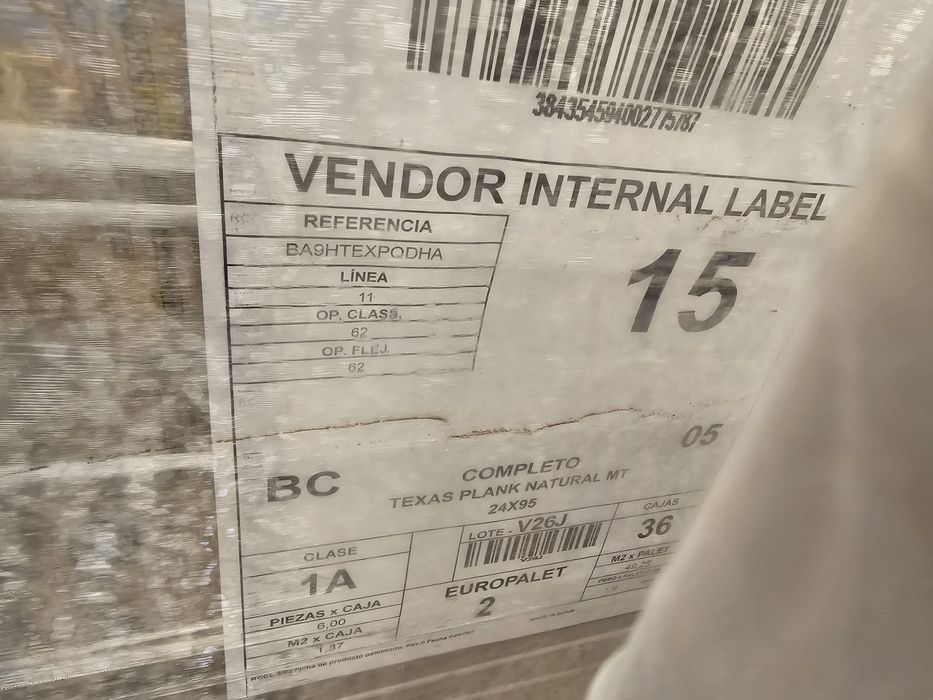 VENDOR INTERNAL LABEL
REFERENCIA
BA9HTEXPQDHA
LÍNEA
11
OP. CLASS.
62
OP. FLEJ.
62
15
05
BC
COMPLETO
TEXAS PLANK NATURAL MT
24X95
CLASE
1A
PIEZAS x CAJA
6,00
M2 x CAJA
1,37
LOTE - V26J
EUROPALET
2
CAJAS
36
M2 x PALET